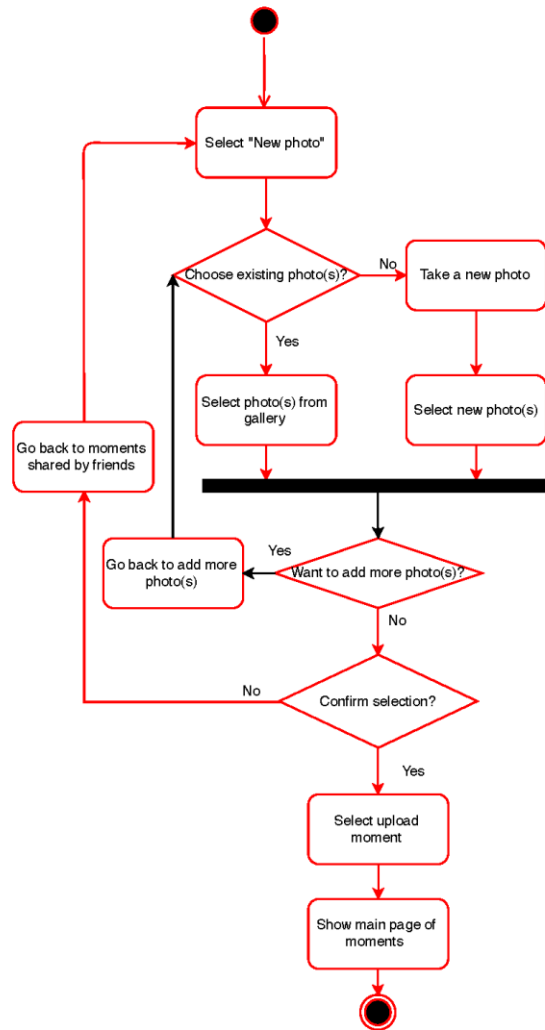 Select "New photo"
Choose existing photo(s)?
No
Take a new photo
Yes
Select photo(s) from
gallery
Select new photo(s)
Go back to moments
shared by friends
Yes
Go back to add more
photo(s)
Want to add more photo(s)?
No
No
Confirm selection?
Yes
Select upload
moment
Show main page of
moments